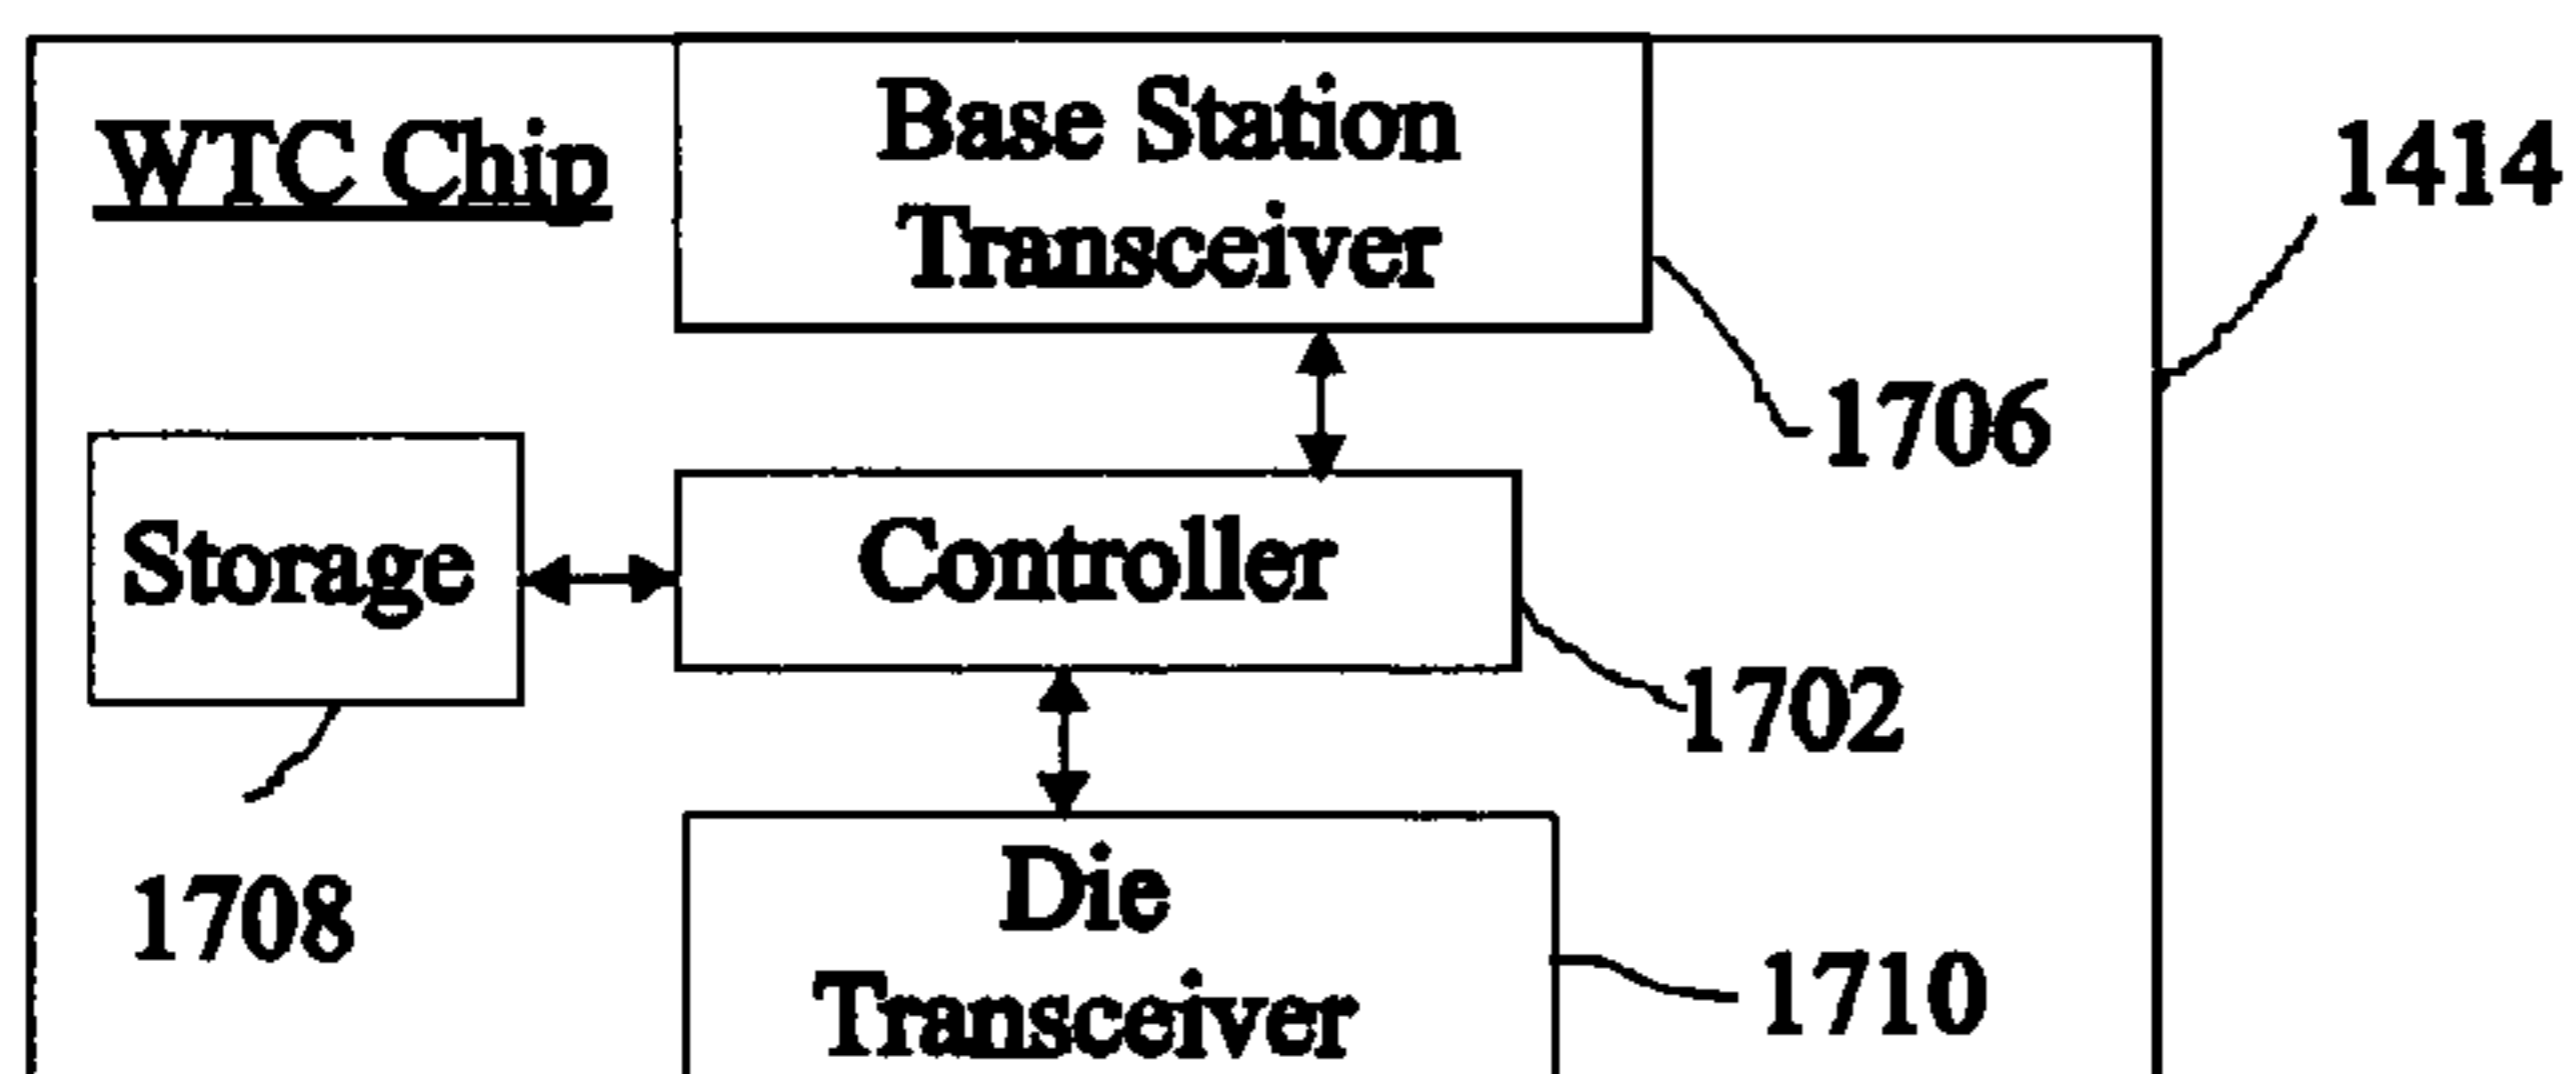 Base Station
Transceiver
WTC Chip
1414
1706
Storage
Controller
1702
1708
Die
Transceiver
1710